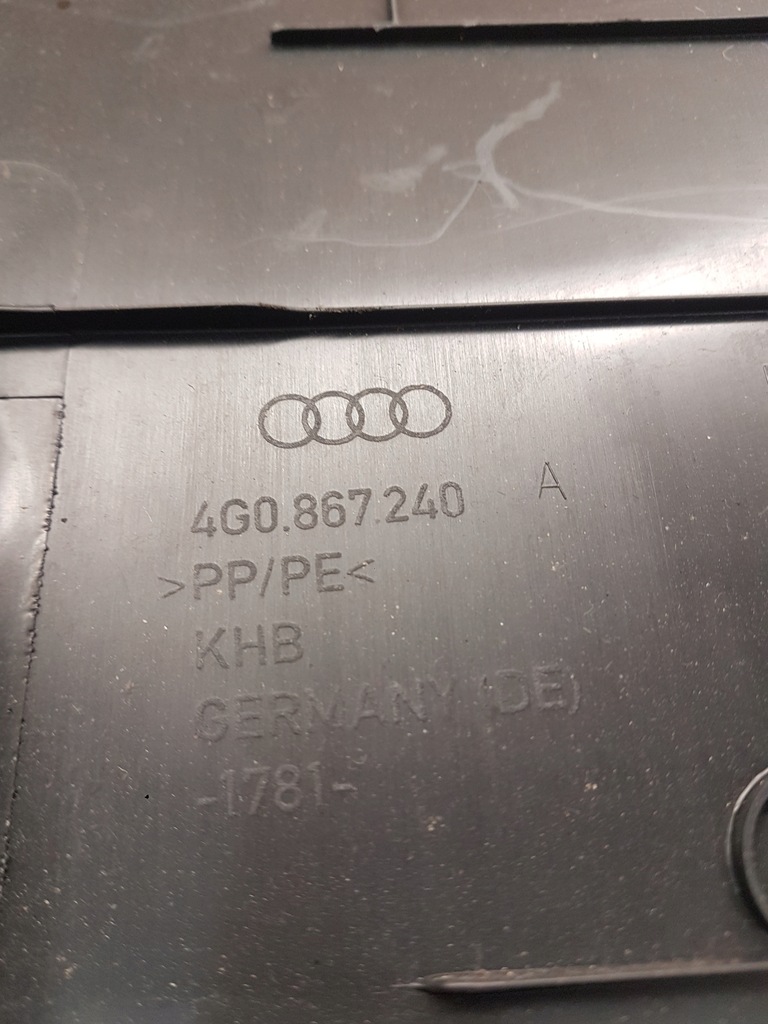 4G0.867.240 A
>PP/PE<
KHB
GERMANY (DE)
-1781-